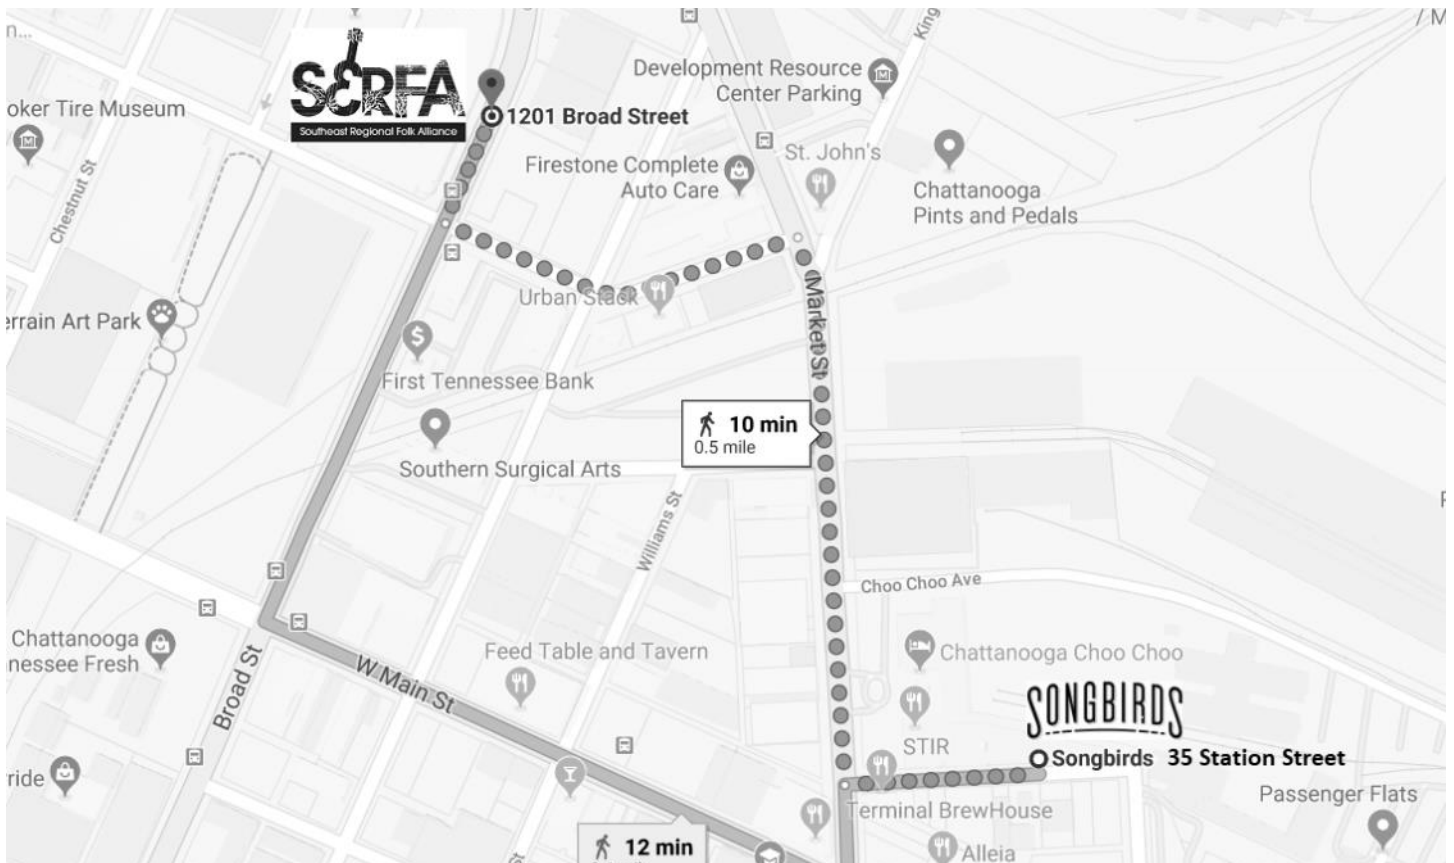 n...
King
/ M
SERFA
Southeast Regional Folk Alliance
Development Resource
Center Parking
oker Tire Museum
1201 Broad Street
Firestone Complete
Auto Care
St. John's
Chattanooga
Pints and Pedals
Chestnut St
Urban Stack
Market St
errain Art Park
First Tennessee Bank
10 min
0.5 mile
Southern Surgical Arts
Williams St
Choo Choo Ave
Chattanooga
nnessee Fresh
Feed Table and Tavern
Chattanooga Choo Choo
W Main St
Broad St
SONGBIRDS
STIR
Songbirds 35 Station Street
ride
Terminal BrewHouse
Passenger Flats
12 min
Alleia